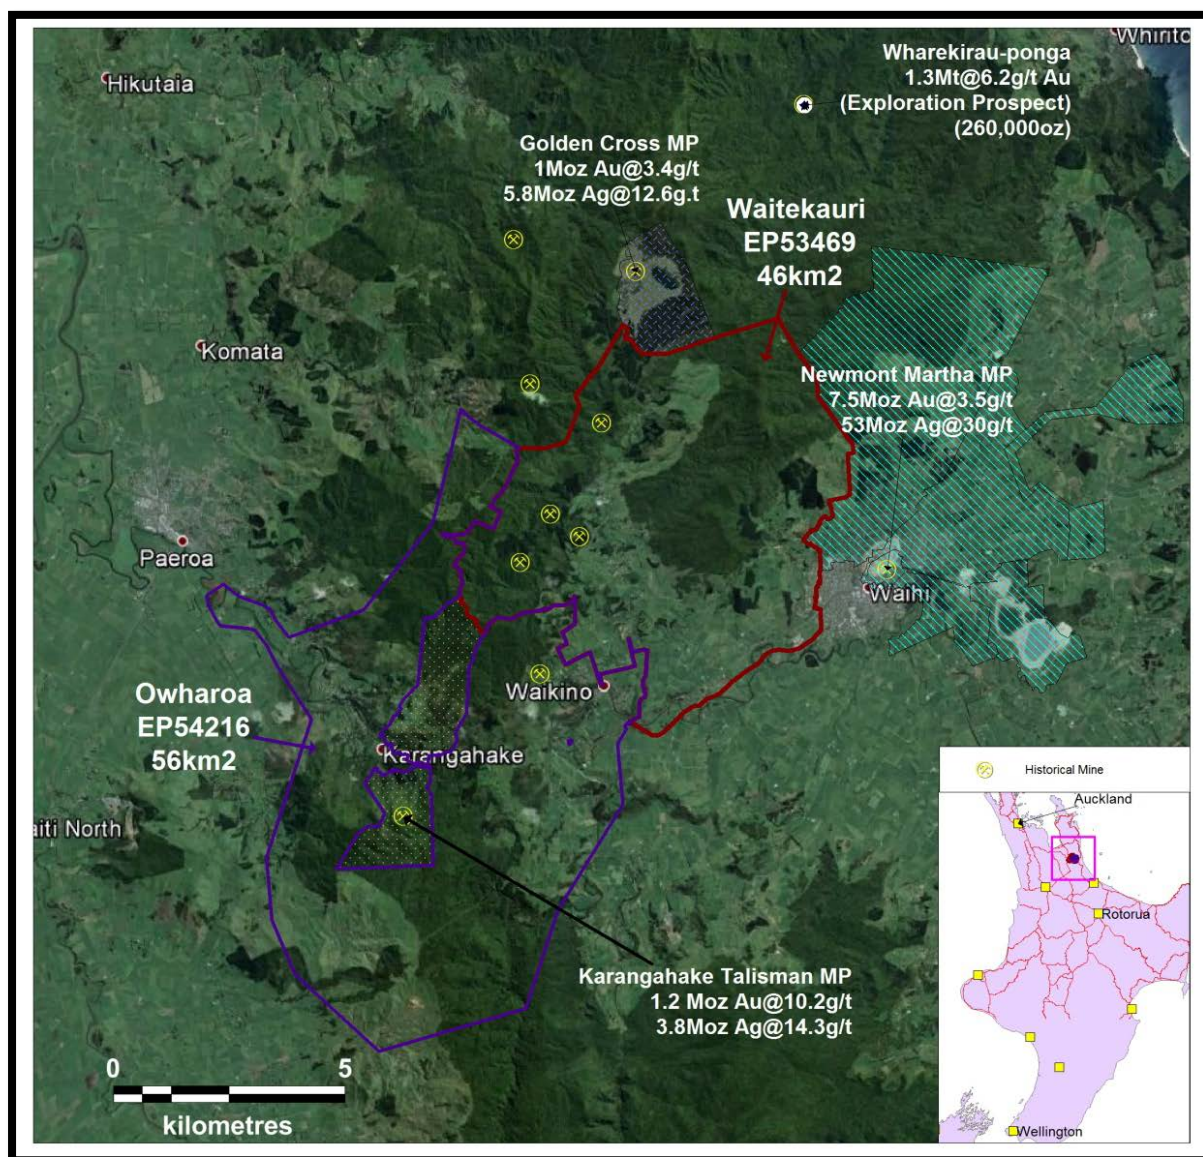 Whirito
Hikutaia
Wharekirau-ponga
1.3Mt@6.2g/t Au
(Exploration Prospect)
(260,000oz)
Golden Cross MP
1Moz Au@3.4g/t
5.8Moz Ag@12.6g.t
Waitekauri
EP53469
46km2
Komata
Newmont Martha MP
7.5Moz Au@3.5g/t
53Moz Ag@30g/t
Paeroa
Waihi
Owharoa
EP54216
56km2
Waikino
Karangahake
aiti North
Karangahake Talisman MP
1.2 Moz Au@10.2g/t
3.8Moz Ag@14.3g/t
0 5
kilometres
Historical Mine
Auckland
Rotorua
Wellington